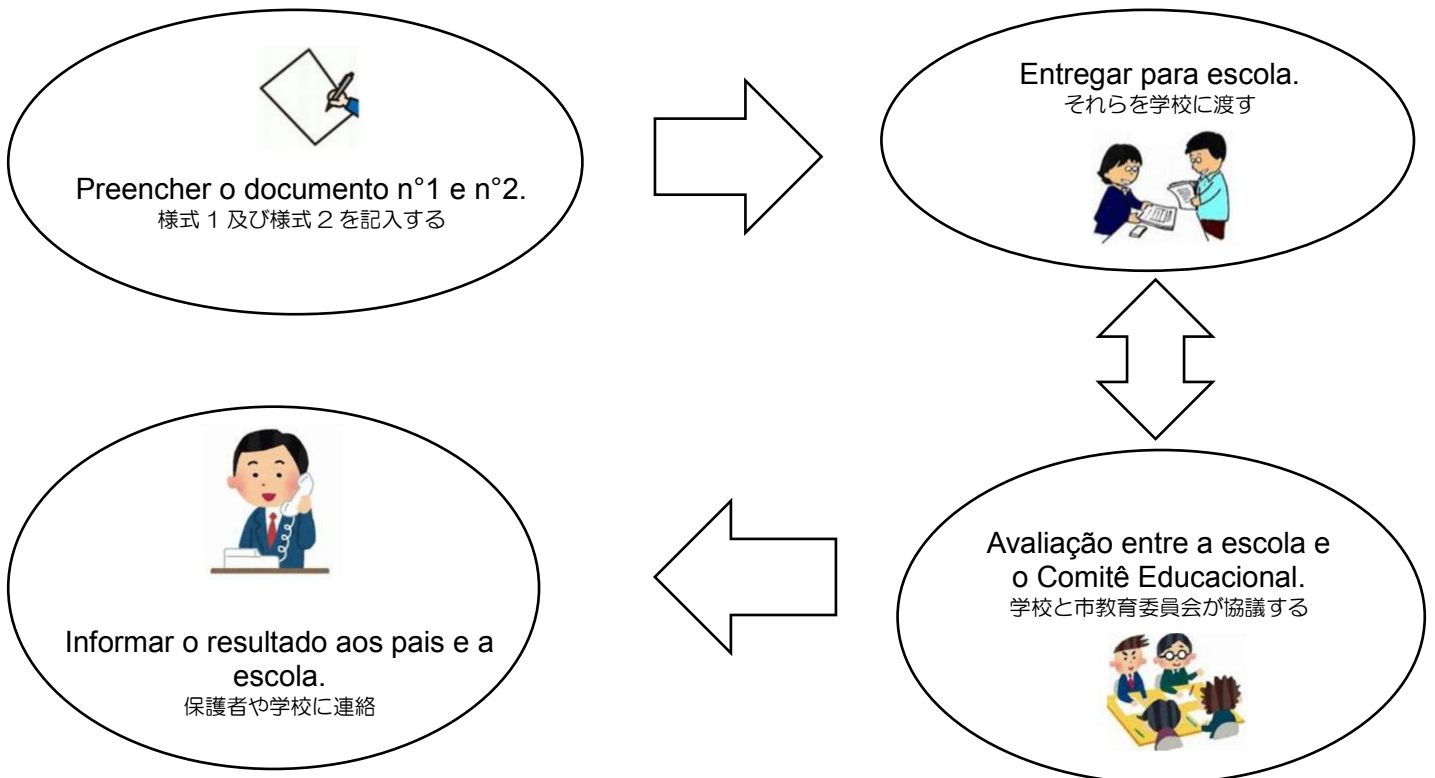 Preencher o documento n°1 e n°2.
様式 1 及び様式 2 を記入する
Entregar para escola.
それらを学校に渡す
Avaliação entre a escola e
o Comitê Educacional.
学校と市教育委員会が協議する
Informar o resultado aos pais e a
escola.
保護者や学校に連絡